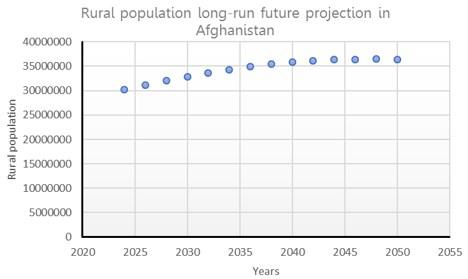 Rural population long-run future projection in
Afghanistan
40000000
35000000
30000000
25000000
20000000
15000000
10000000
5000000
0
Rural population
2020 2025 2030 2035 2040 2045 2050 2055
Years